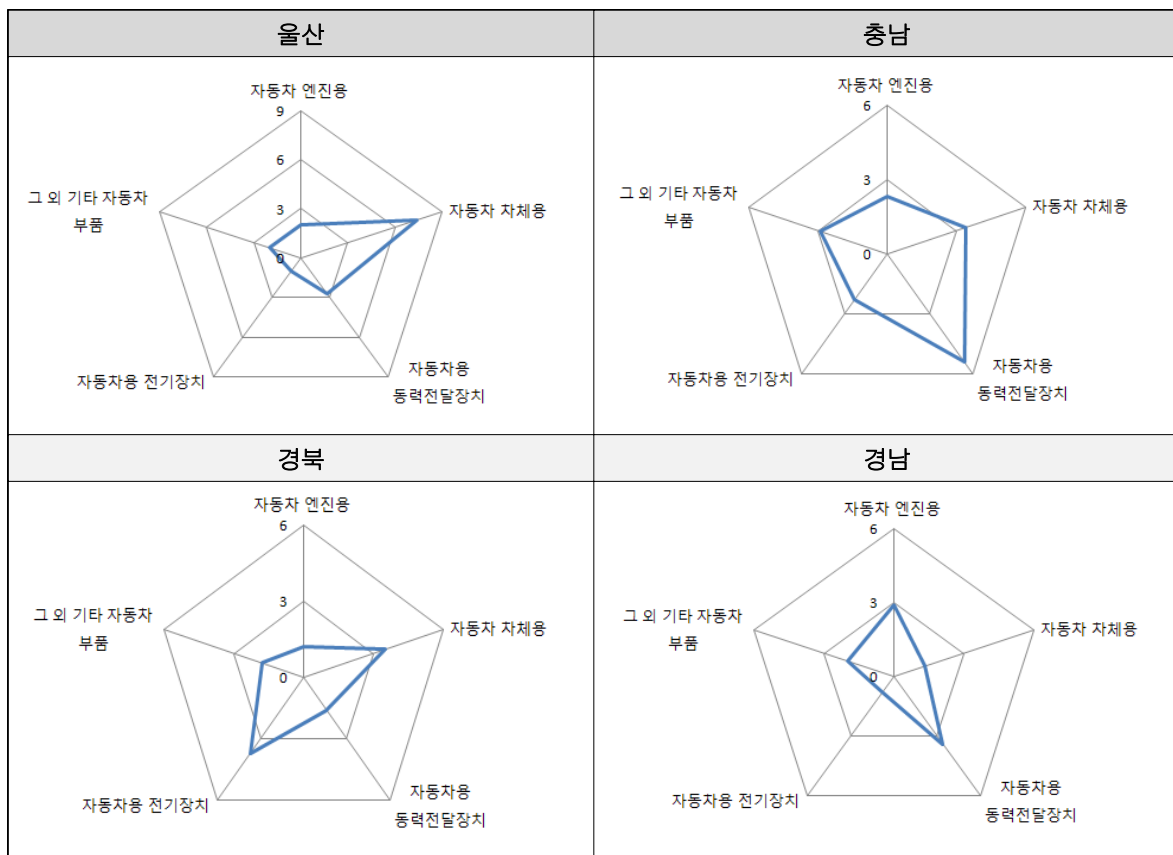 울산
충남
자동차 엔진용
9
6
3
0
자동차 차체용
자동차용
동력전달장치
자동차용 전기장치
그 외 기타 자동차
부품
자동차 엔진용
6
3
0
자동차 차체용
자동차용
동력전달장치
자동차용 전기장치
그 외 기타 자동차
부품
경북
경남
자동차 엔진용
6
3
0
자동차 차체용
자동차용
동력전달장치
자동차용 전기장치
그 외 기타 자동차
부품
자동차 엔진용
6
3
0
자동차 차체용
자동차용
동력전달장치
자동차용 전기장치
그 외 기타 자동차
부품